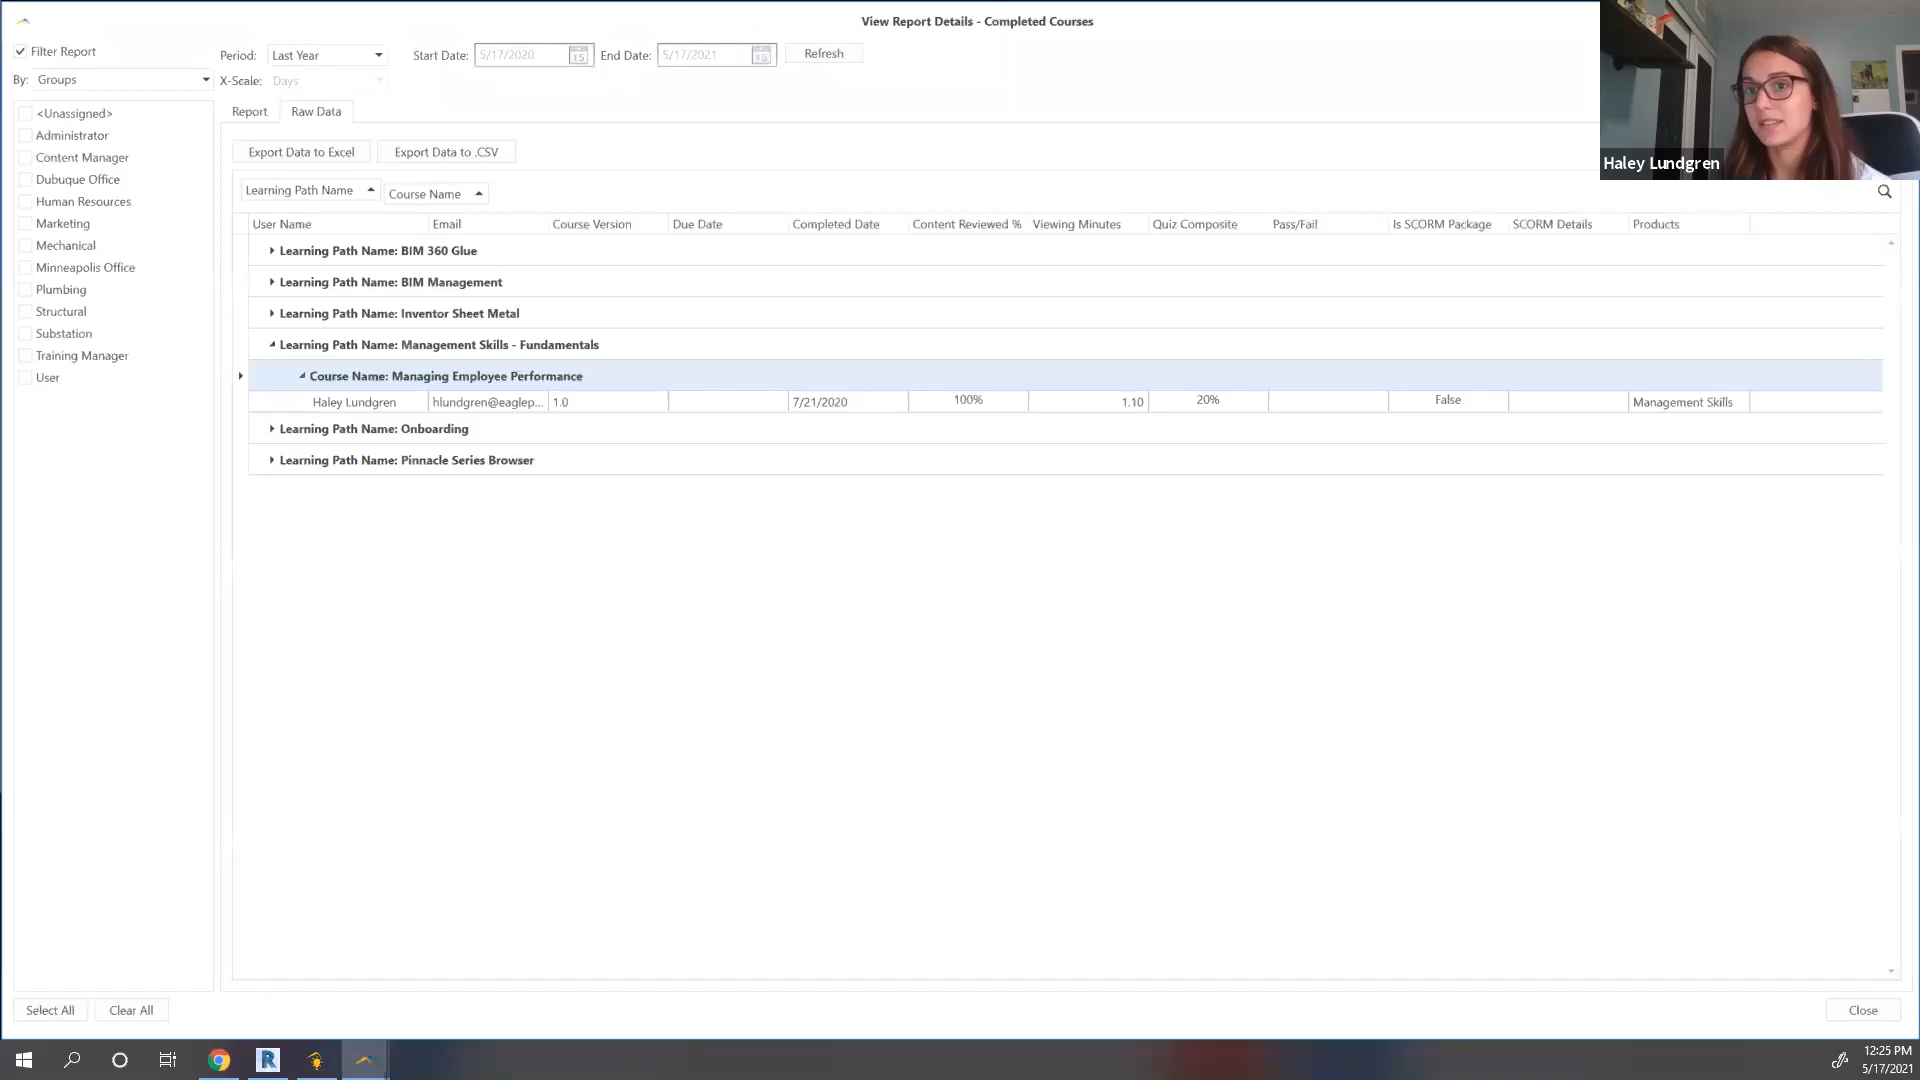 View Report Details - Completed Courses
Filter Report
By: Groups
Period: Last Year
Start Date: 5/17/2020
End Date: 5/17/2021
Refresh
X-Scale: Days
<Unassigned>
Administrator
Content Manager
Dubuque Office
Human Resources
Marketing
Mechanical
Minneapolis Office
Plumbing
Structural
Substation
Training Manager
User
Report
Raw Data
Export Data to Excel
Export Data to .CSV
Learning Path Name
Course Name
User Name Email Course Version Due Date Completed Date Content Reviewed % Viewing Minutes Quiz Composite Pass/Fail Is SCORM Package SCORM Details Products
Learning Path Name: BIM 360 Glue
Learning Path Name: BIM Management
Learning Path Name: Inventor Sheet Metal
Learning Path Name: Management Skills - Fundamentals
Course Name: Managing Employee Performance
Haley Lundgren hlundgren@eaglep... 1.0 7/21/2020 100% 1.10 20% False Management Skills
Learning Path Name: Onboarding
Learning Path Name: Pinnacle Series Browser
Haley Lundgren
Select All
Clear All
Close
12:25 PM
5/17/2021